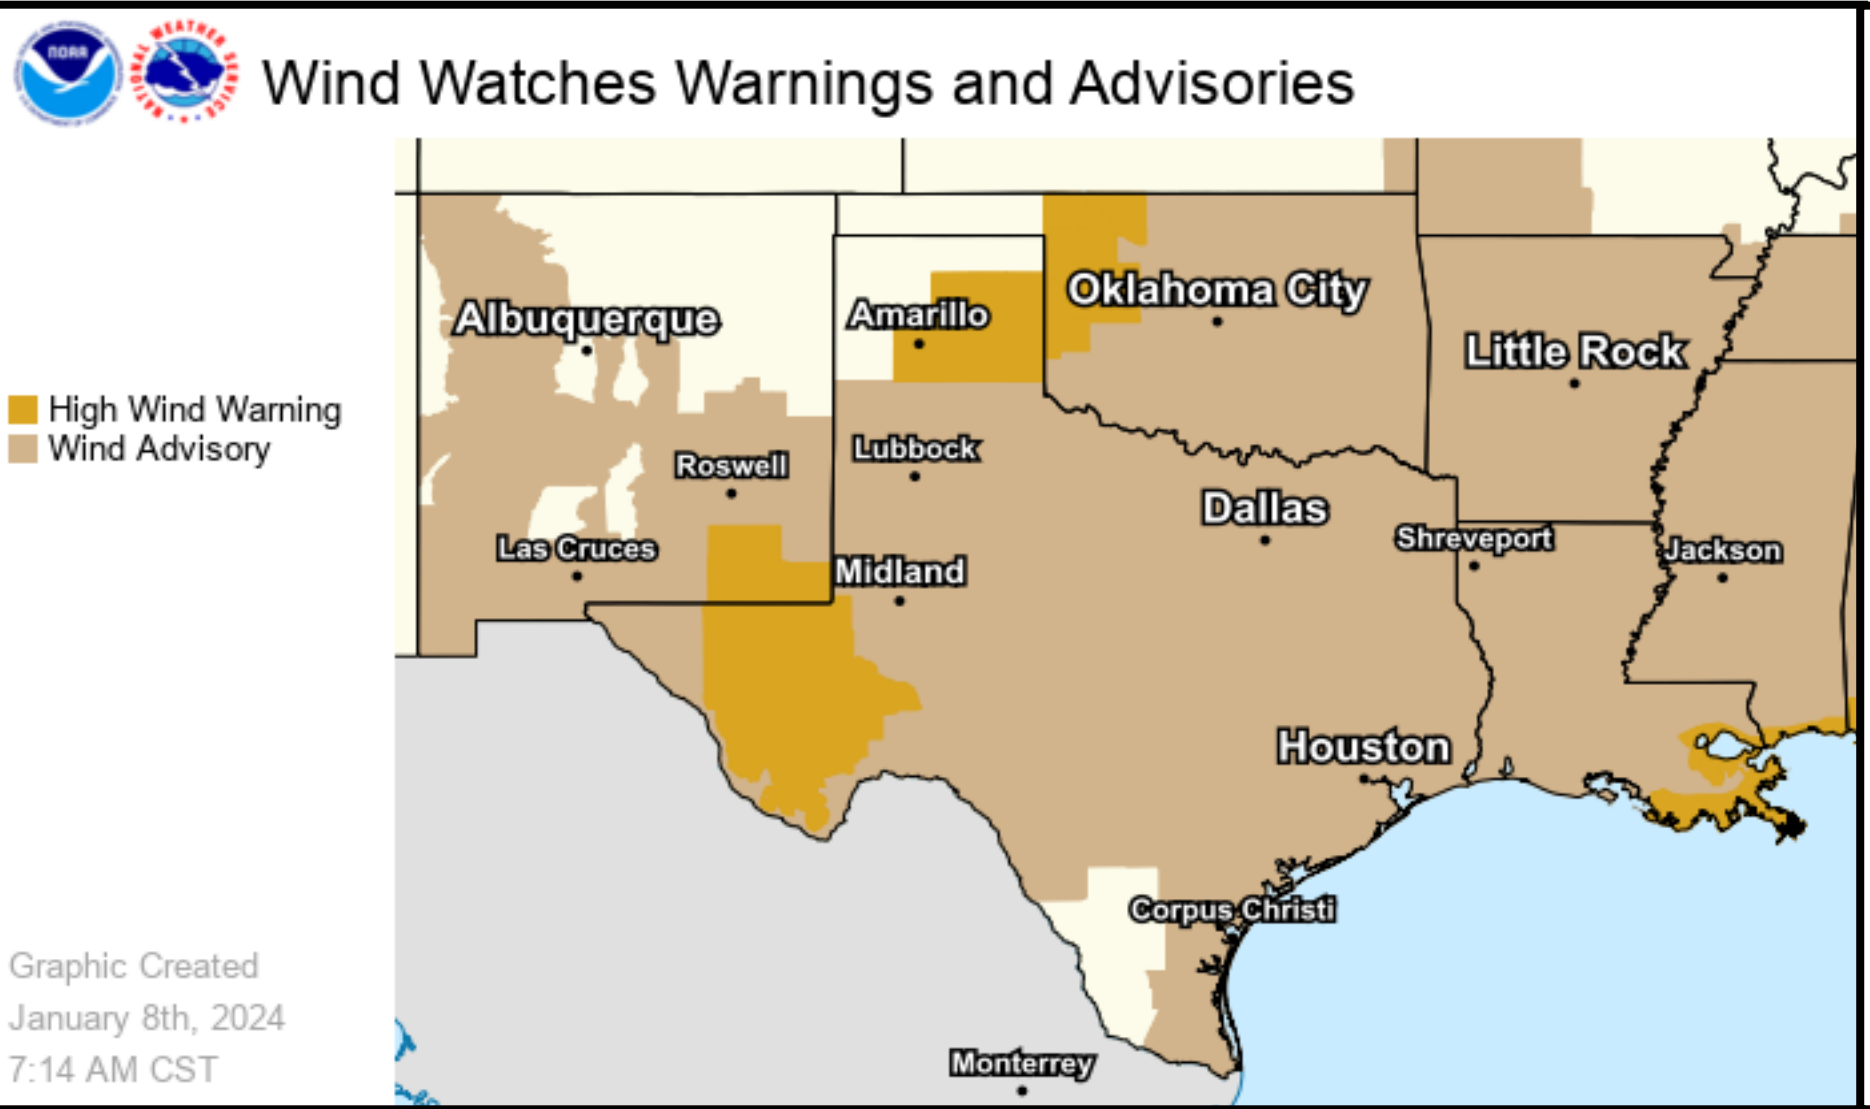 NOAA
NATIONAL WEATHER SERVICE
Wind Watches Warnings and Advisories
High Wind Warning
Wind Advisory
Albuquerque
Amarillo
Oklahoma City
Little Rock
Roswell
Lubbock
Dallas
Las Cruces
Midland
Shreveport
Jackson
Houston
Corpus Christi
Monterrey
Graphic Created
January 8th, 2024
7:14 AM CST